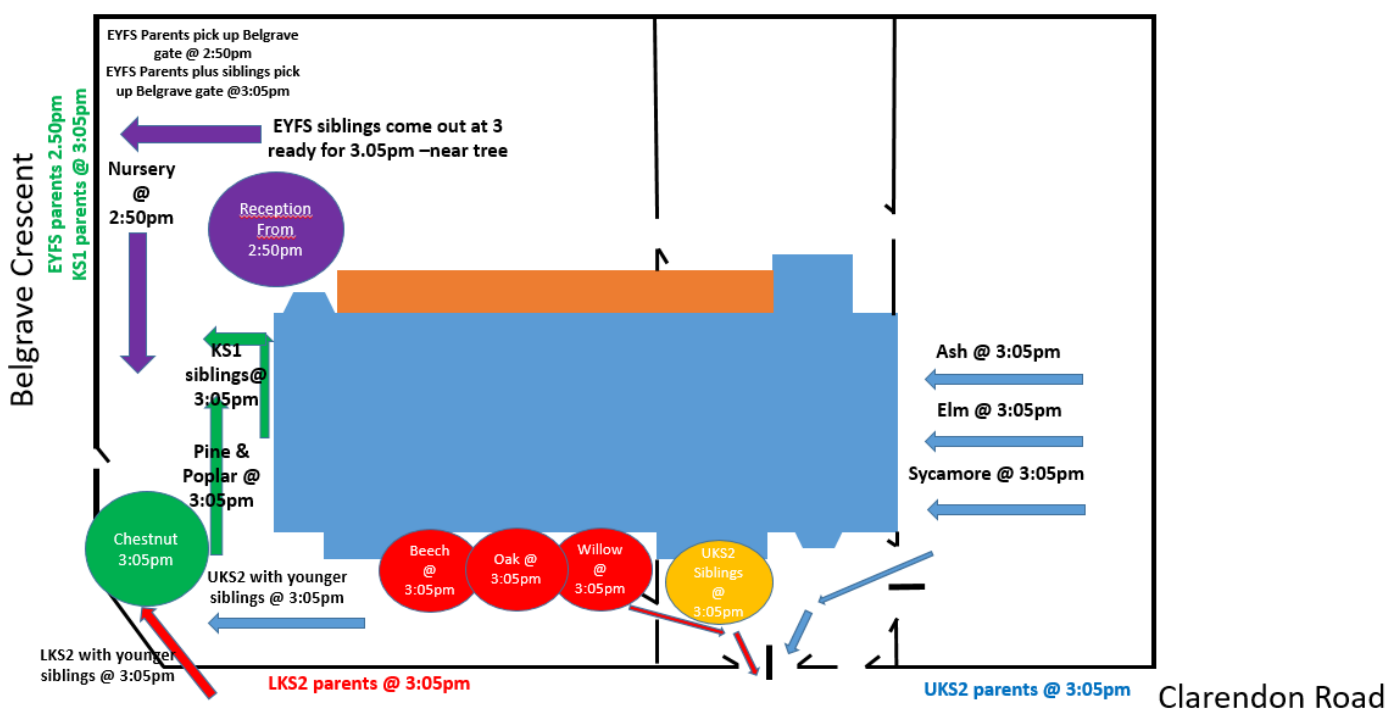 EYFS Parents pick up Belgrave
gate @ 2:50pm
EYFS Parents plus siblings pick
up Belgrave gate @3:05pm
EYFS siblings come out at 3
ready for 3.05pm –near tree
Belgrave Crescent
EYFS parents 2.50pm
KS1 parents @ 3:05pm
Nursery
@
2:50pm
Reception
From
2:50pm
KS1
siblings@
3:05pm
Pine &
Poplar @
3:05pm
Chestnut
3:05pm
Ash @ 3:05pm
Elm @ 3:05pm
Sycamore @ 3:05pm
Beech
@
3:05pm
Oak @
3:05pm
Willow
@
3:05pm
UKS2
Siblings
@
3:05pm
UKS2 with younger
siblings @ 3:05pm
LKS2 with younger
siblings @ 3:05pm
LKS2 parents @ 3:05pm
UKS2 parents @ 3:05pm
Clarendon Road